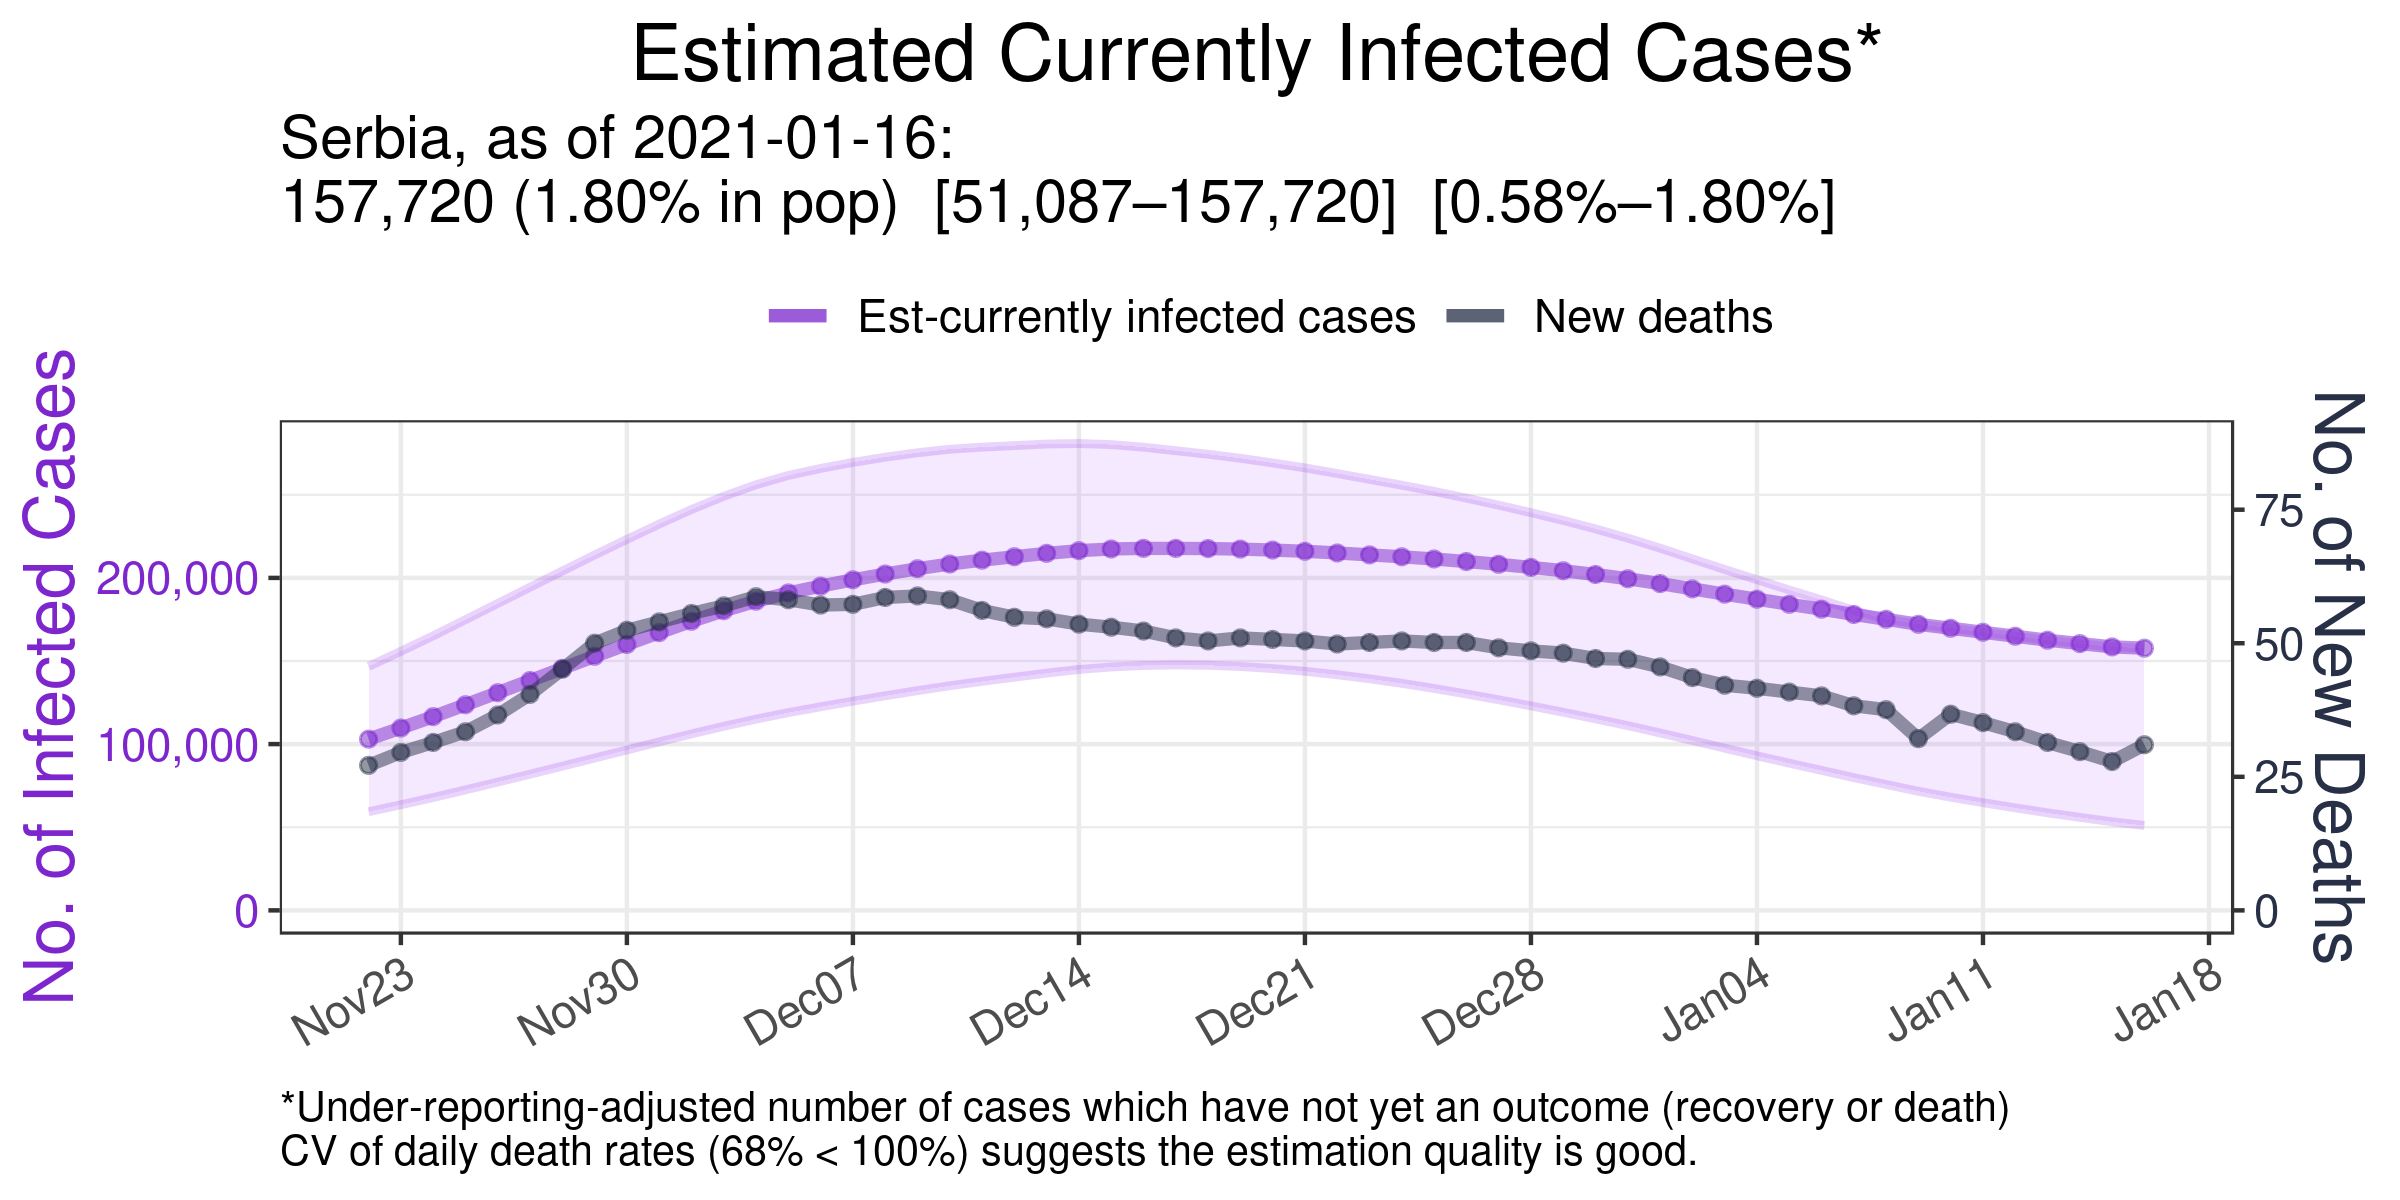 Estimated Currently Infected Cases*
Serbia, as of 2021-01-16:
157,720 (1.80% in pop)  [51,087–157,720]  [0.58%–1.80%]
Est-currently infected cases
New deaths
No. of Infected Cases
200,000
100,000
0
75
50
25
0
No. of New Deaths
Nov23
Nov30
Dec07
Dec14
Dec21
Dec28
Jan04
Jan11
Jan18
*Under-reporting-adjusted number of cases which have not yet an outcome (recovery or death)
CV of daily death rates (68% < 100%) suggests the estimation quality is good.